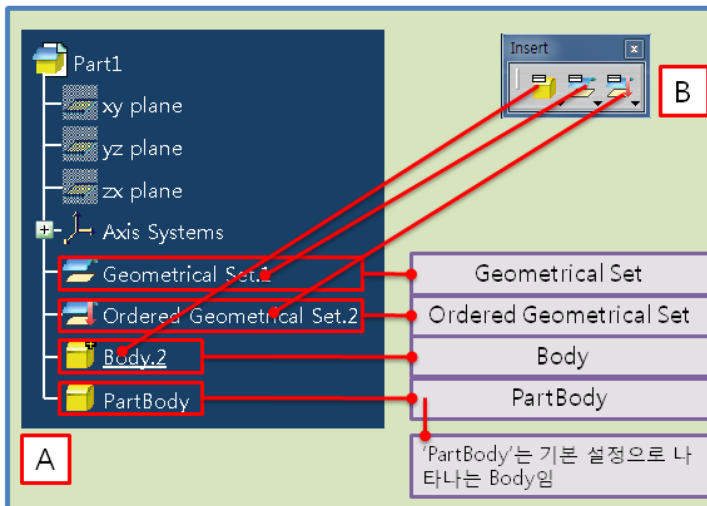 Part1
xy plane
yz plane
zx plane
Axis Systems
Geometrical Set.1
Ordered Geometrical Set.2
Body.2
PartBody
A
Insert
B
Geometrical Set
Ordered Geometrical Set
Body
PartBody
'PartBody'는 기본 설정으로 나
타나는 Body임